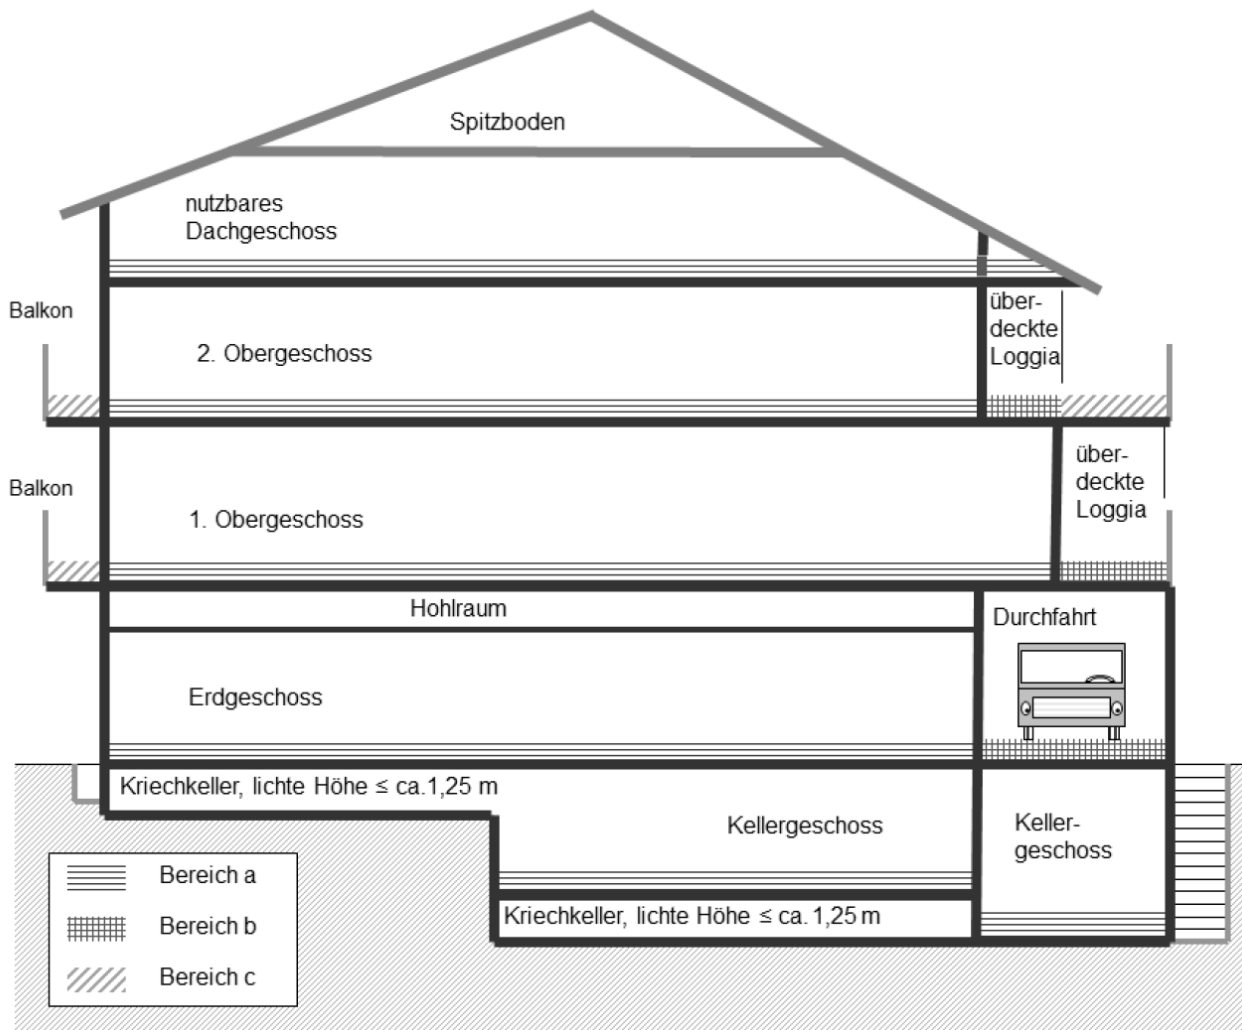 Spitzboden
nutzbares
Dachgeschoss
Balkon
2. Obergeschoss
über-
deckte
Loggia
Balkon
1. Obergeschoss
über-
deckte
Loggia
Hohlraum
Durchfahrt
Erdgeschoss
Kriechkeller, lichte Höhe ≤ ca.1,25 m
Kellergeschoss
Keller-
geschoss
Kriechkeller, lichte Höhe ≤ ca. 1,25 m
Bereich a
Bereich b
Bereich c